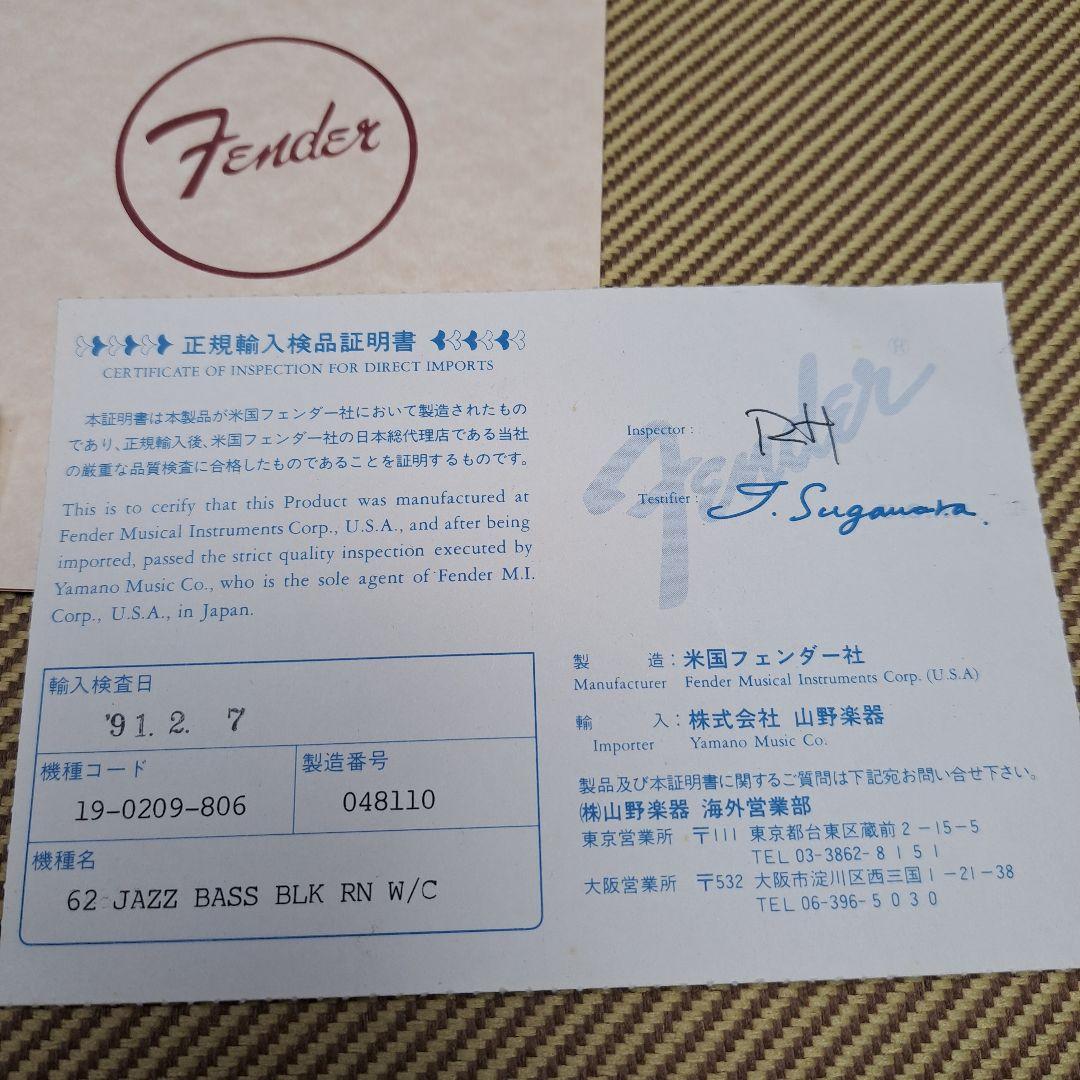 Fender
正規輸入検品証明書
CERTIFICATE OF INSPECTION FOR DIRECT IMPORTS
本証明書は本製品が米国フェンダー社において製造されたもの
であり、正規輸入後、米国フェンダー社の日本総代理店である当社
の厳重な品質検査に合格したものであることを証明するものです。
This is to cerify that this Product was manufactured at
Fender Musical Instruments Corp., U.S.A., and after being
imported, passed the strict quality inspection executed by
Yamano Music Co., who is the sole agent of Fender M.I.
Corp., U.S.A., in Japan.
輸入検査日
'91. 2. 7
機種コード 製造番号
19-0209-806 048110
機種名
62 JAZZ BASS BLK RN W/C
Fender®
Inspector : RH
Testifier : J. Sugawara.
製 造：米国フェンダー社
Manufacturer Fender Musical Instruments Corp. (U.S.A)
輸 入：株式会社 山野楽器
Importer Yamano Music Co.
製品及び本証明書に関するご質問は下記宛お問い合せ下さい。
㈱山野楽器 海外営業部
東京営業所 〒111 東京都台東区蔵前2-15-5
TEL 03-3862-8151
大阪営業所 〒532 大阪市淀川区西三国1-21-38
TEL 06-396-5030